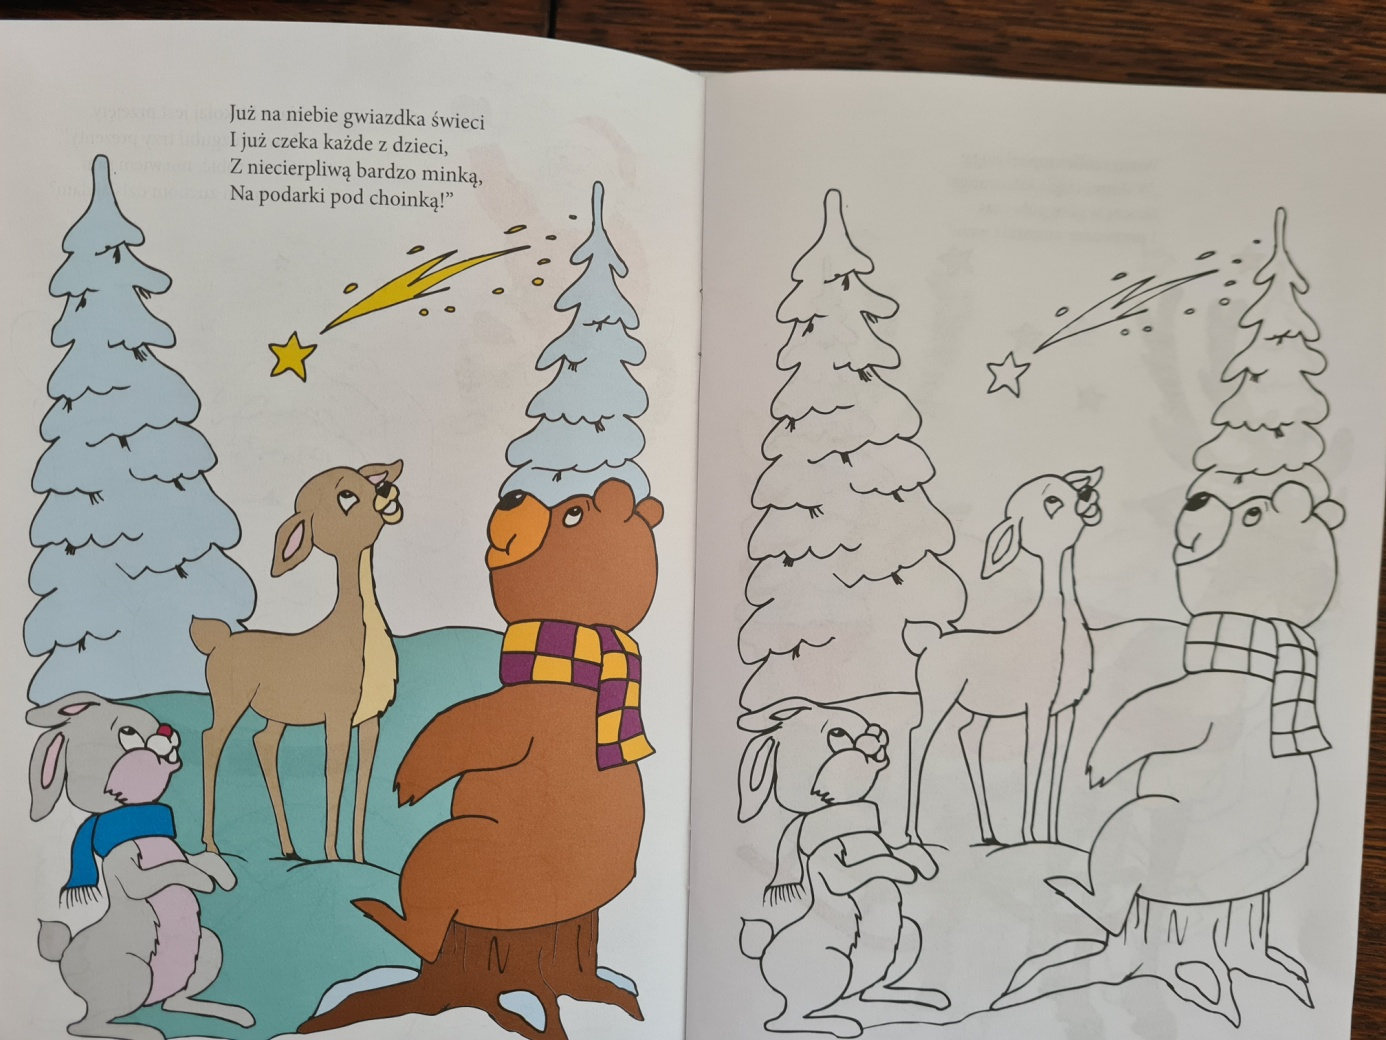 Już na niebie gwiazdka świeci
I już czeka każde z dzieci,
Z niecierpliwą bardzo minką,
Na podarki pod choinką!”